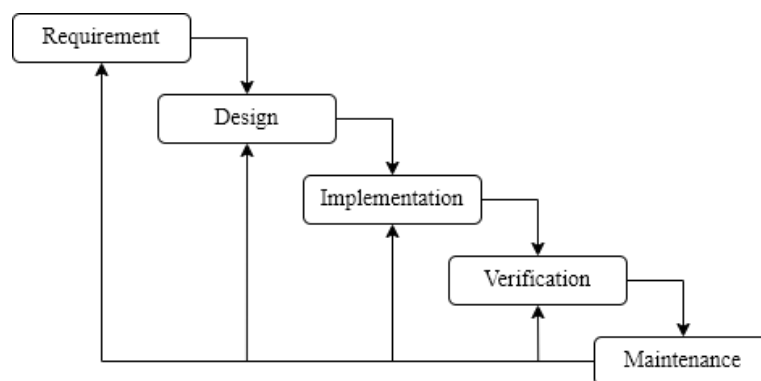 Requirement
Design
Implementation
Verification
Maintenance